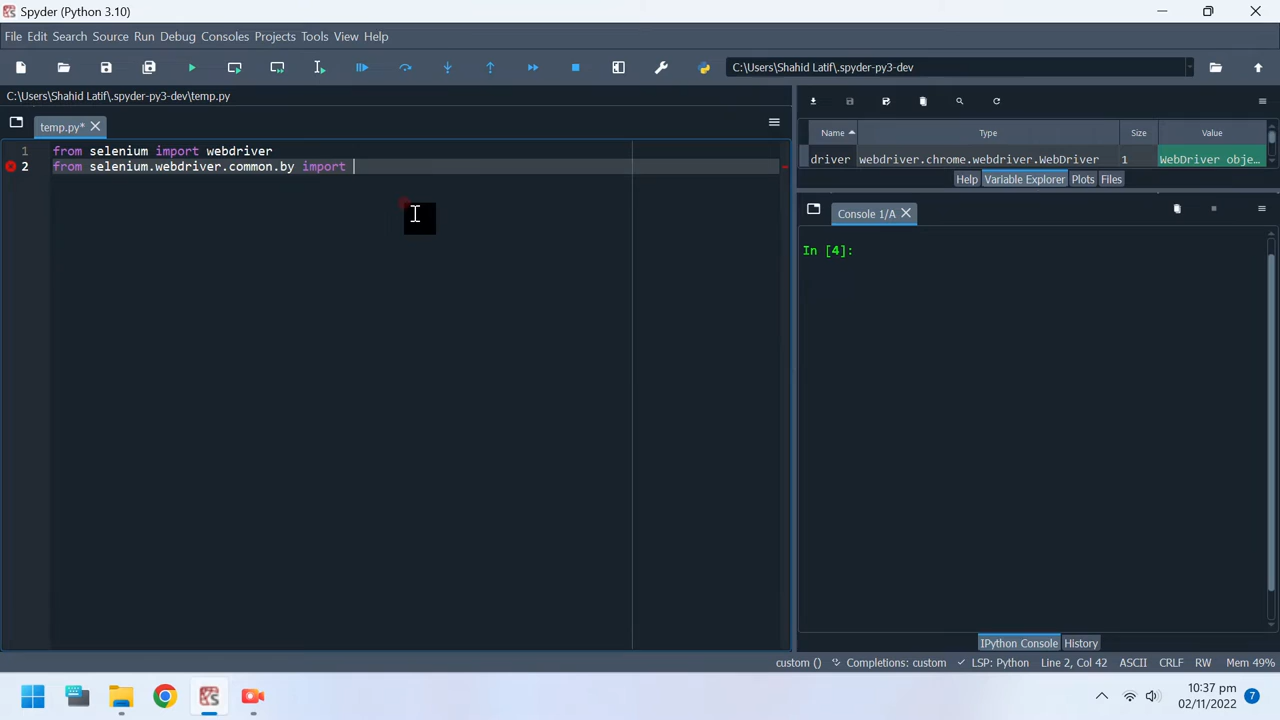 Spyder (Python 3.10)
File Edit Search Source Run Debug Consoles Projects Tools View Help
C:\Users\Shahid Latif\.spyder-py3-dev
C:\Users\Shahid Latif\.spyder-py3-dev\temp.py
temp.py*
1 from selenium import webdriver
2 from selenium.webdriver.common.by import
Name Type Size Value
driver webdriver.chrome.webdriver.WebDriver 1 WebDriver obje...
Help Variable Explorer Plots Files
Console 1/A
In [4]:
IPython Console History
custom () Completions: custom LSP: Python Line 2, Col 42 ASCII CRLF RW Mem 49%
10:37 pm
02/11/2022 7